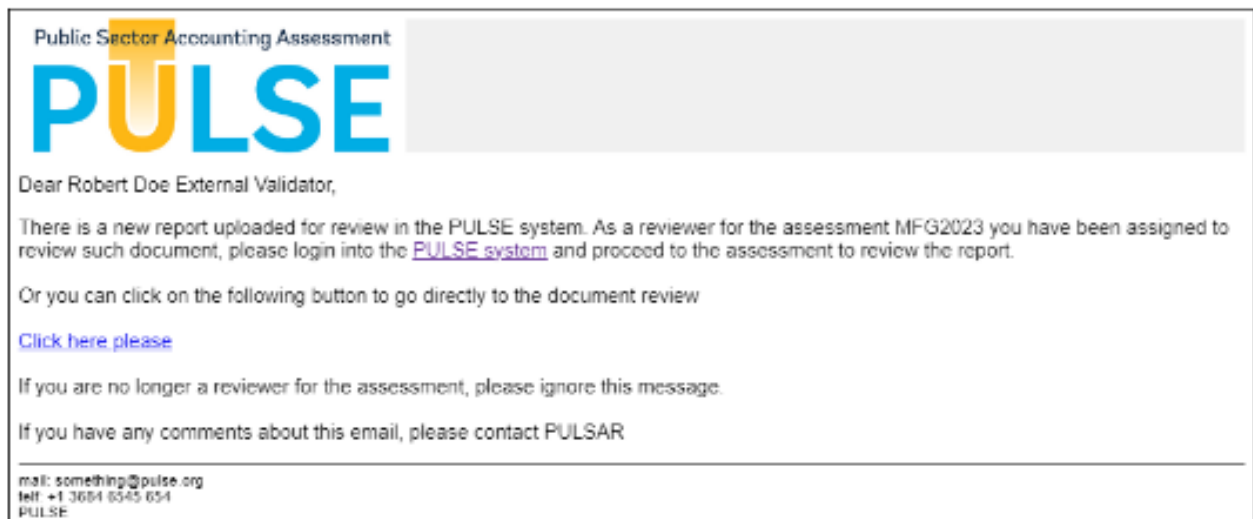 Public Sector Accounting Assessment
PULSE
Dear Robert Doe External Validator,
There is a new report uploaded for review in the PULSE system. As a reviewer for the assessment MFG2023 you have been assigned to
review such document, please login into the PULSE system and proceed to the assessment to review the report.
Or you can click on the following button to go directly to the document review
Click here please
If you are no longer a reviewer for the assessment, please ignore this message.
If you have any comments about this email, please contact PULSAR
mail: something@pulse.org
telf: +1 3684 6545 654
PULSE